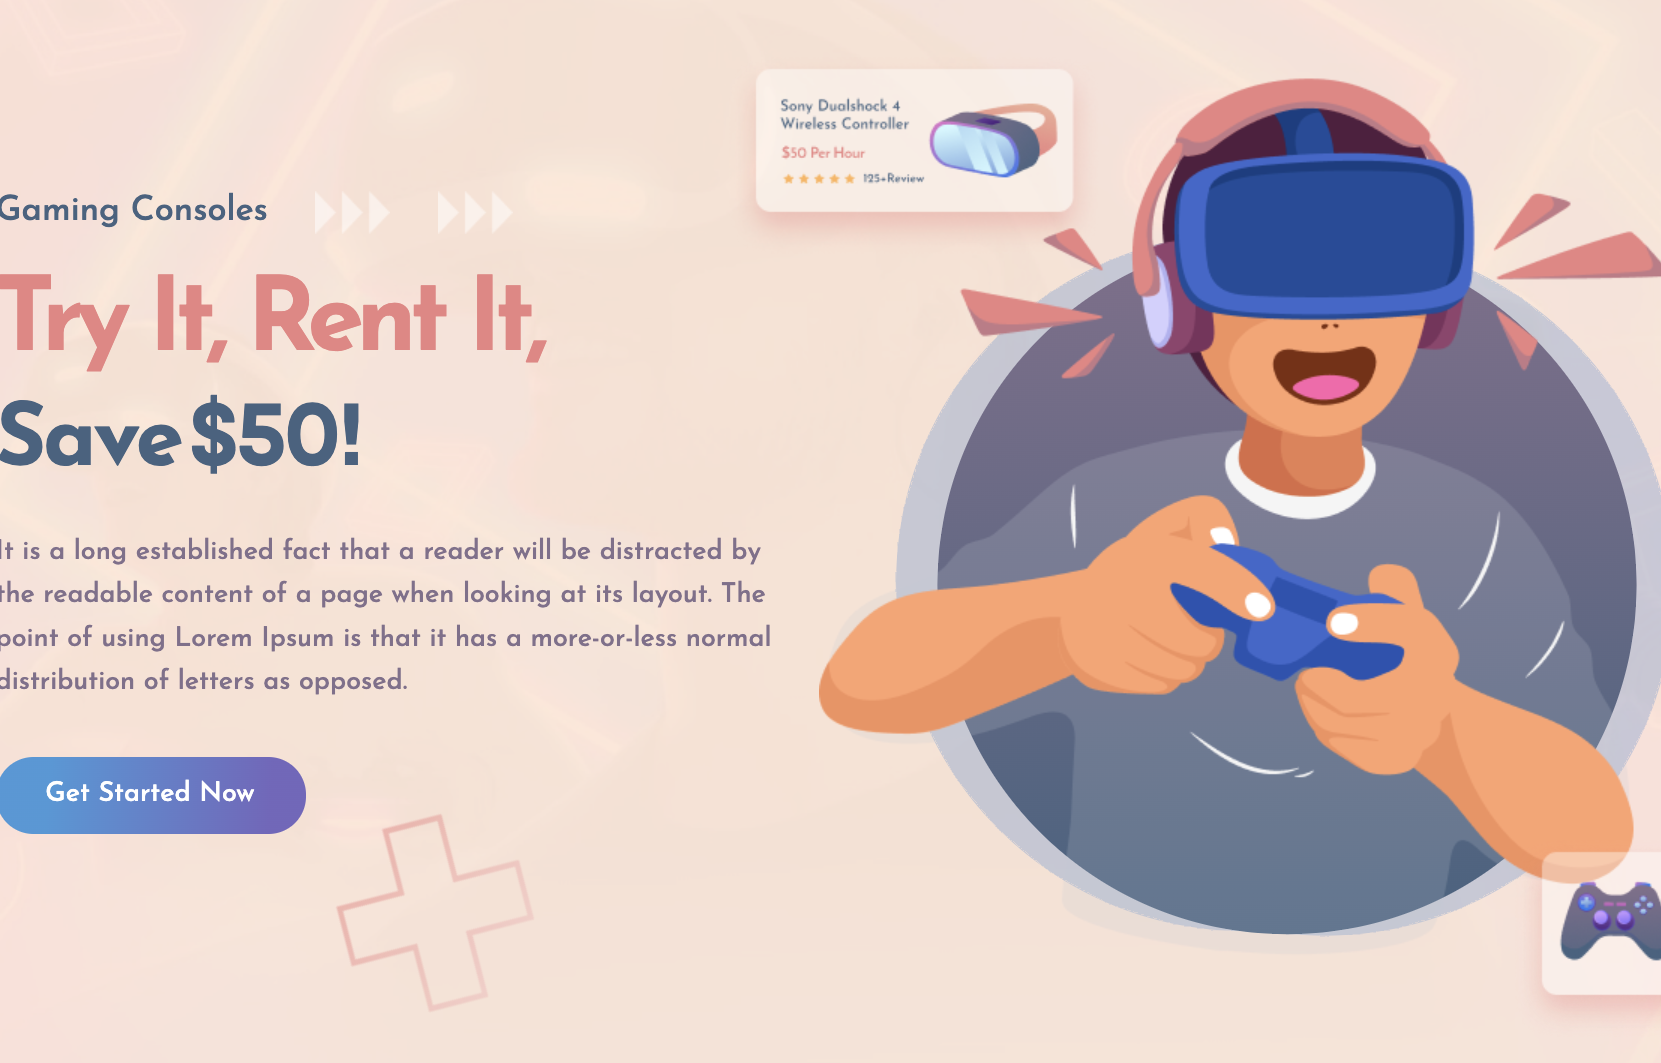 Sony Dualshock 4
Wireless Controller
$50 Per Hour
125+Review
Gaming Consoles
Try It, Rent It,
Save $50!
It is a long established fact that a reader will be distracted by
the readable content of a page when looking at its layout. The
point of using Lorem Ipsum is that it has a more-or-less normal
distribution of letters as opposed.
Get Started Now